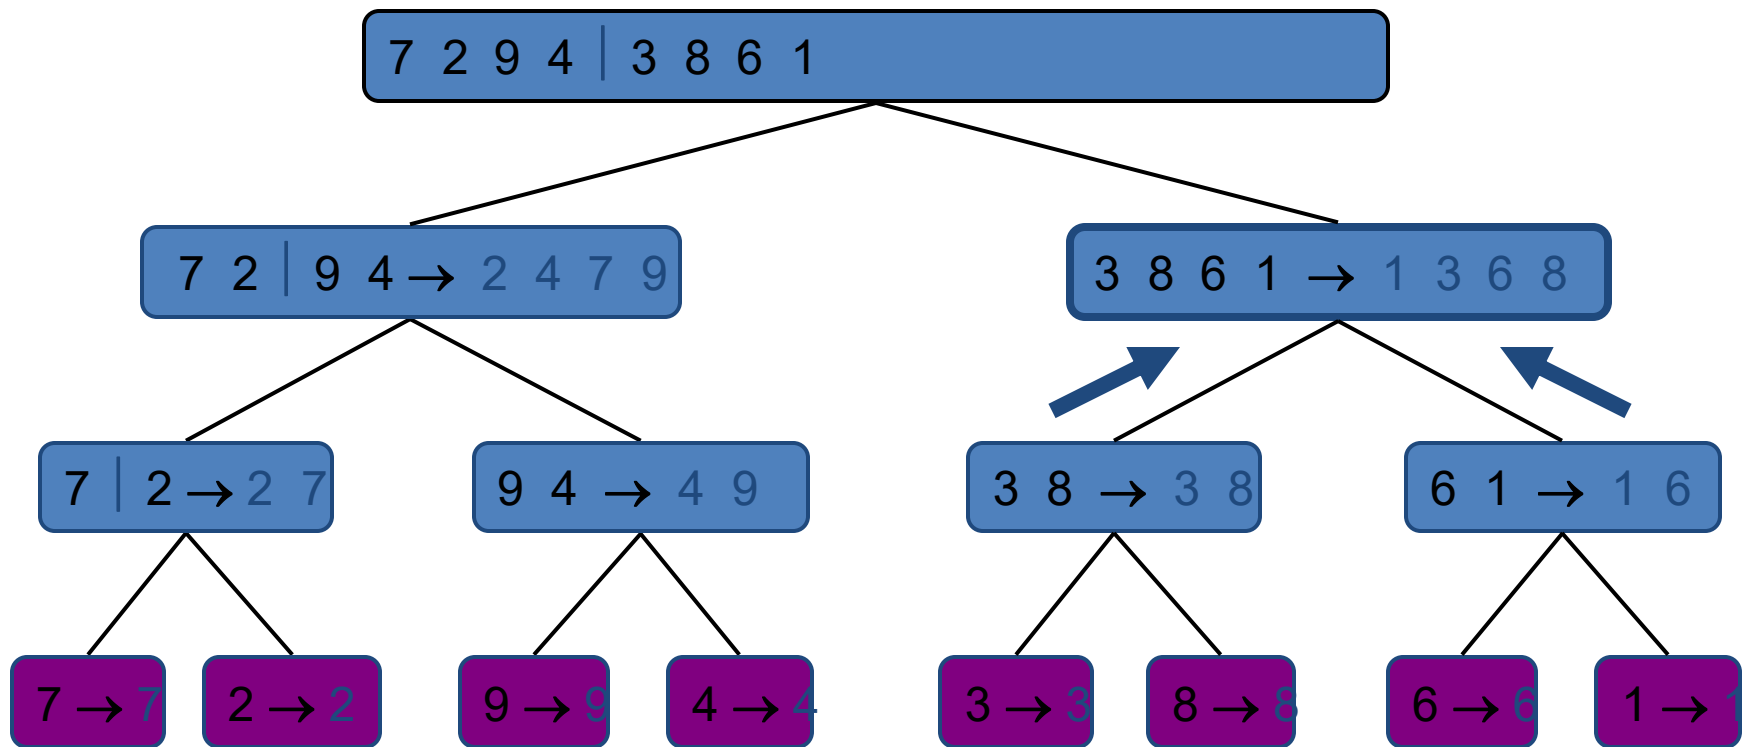 7 2 9 4 | 3 8 6 1
7 2 | 9 4 → 2 4 7 9
3 8 6 1 → 1 3 6 8
7 | 2 → 2 7
9 4 → 4 9
3 8 → 3 8
6 1 → 1 6
7 → 7
2 → 2
9 → 9
4 → 4
3 → 3
8 → 8
6 → 6
1 → 1